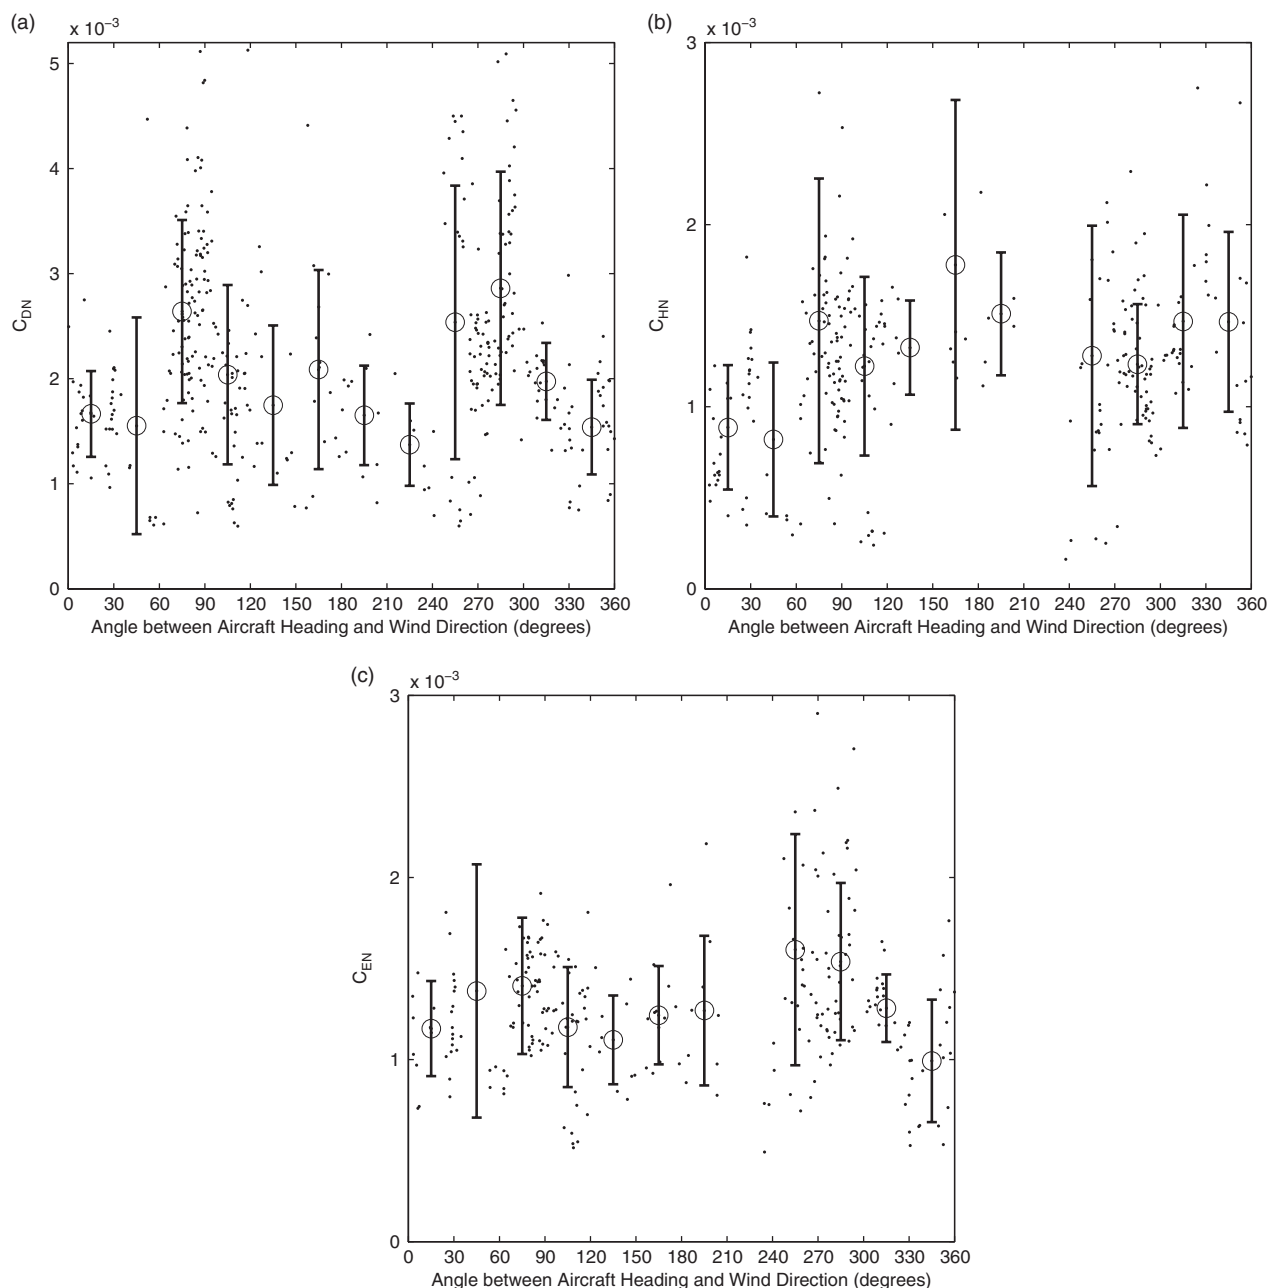 (a)
x 10⁻³
5
4
3
2
1
0
C_DN
0 30 60 90 120 150 180 210 240 270 300 330 360
Angle between Aircraft Heading and Wind Direction (degrees)
(b)
x 10⁻³
3
2
1
0
C_HN
0 30 60 90 120 150 180 210 240 270 300 330 360
Angle between Aircraft Heading and Wind Direction (degrees)
(c)
x 10⁻³
3
2
1
0
C_EN
0 30 60 90 120 150 180 210 240 270 300 330 360
Angle between Aircraft Heading and Wind Direction (degrees)